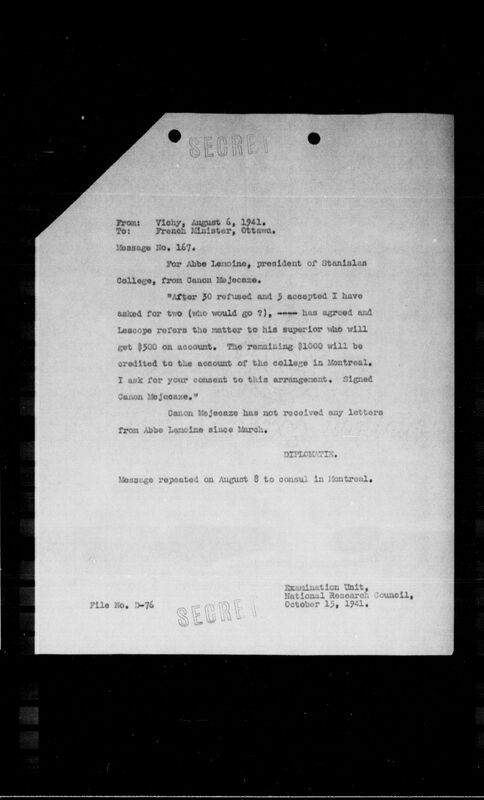 SECRET
From: Vichy, August 6, 1941.
To: French Minister, Ottawa.
Message No. 167.
For Abbe Lemoine, president of Stanislas
College, from Canon Mejecaze.
"After 30 refused and 3 accepted I have
asked for two (who would go ?), ---- has agreed and
Lescope refers the matter to his superior who will
get $500 on account. The remaining $1000 will be
credited to the account of the college in Montreal.
I ask for your consent to this arrangement. Signed
Canon Mejecaze."
Canon Mejecaze has not received any letters
from Abbe Lemoine since March.
DIPLOMATIE.
Message repeated on August 8 to consul in Montreal.
Examination Unit,
National Research Council,
October 15, 1941.
File No. D-76
SECRET